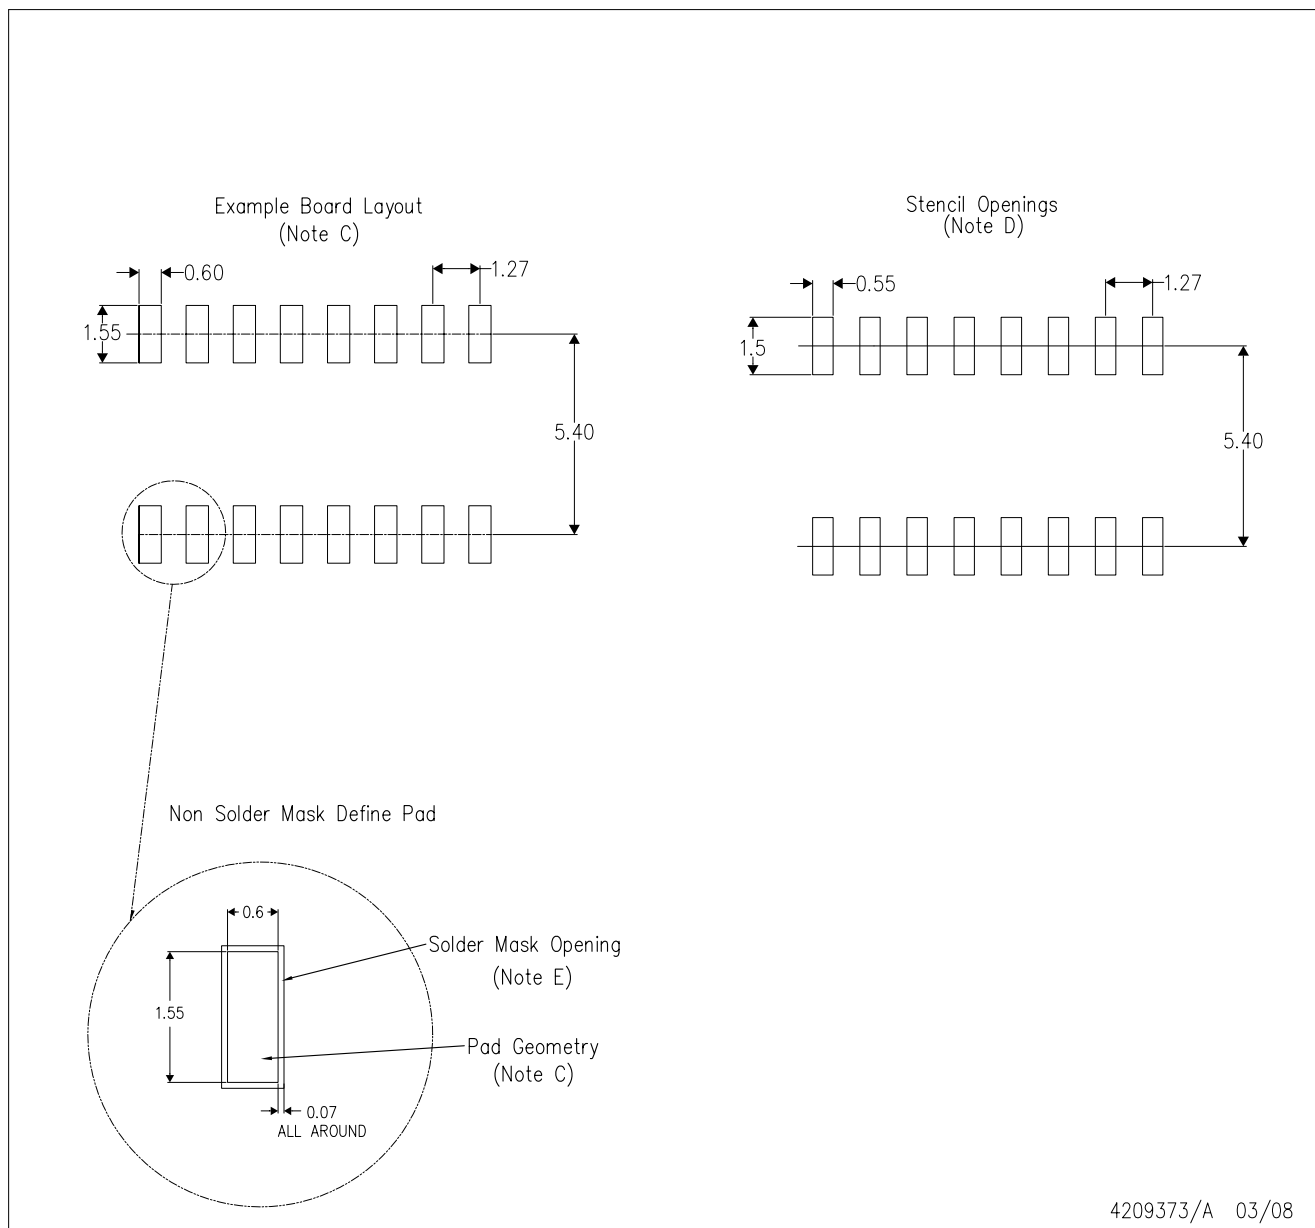 Example Board Layout
(Note C)
0.60
1.27
1.55
5.40
Stencil Openings
(Note D)
0.55
1.27
1.5
5.40
Non Solder Mask Define Pad
0.6
1.55
Solder Mask Opening
(Note E)
Pad Geometry
(Note C)
0.07
ALL AROUND
4209373/A 03/08